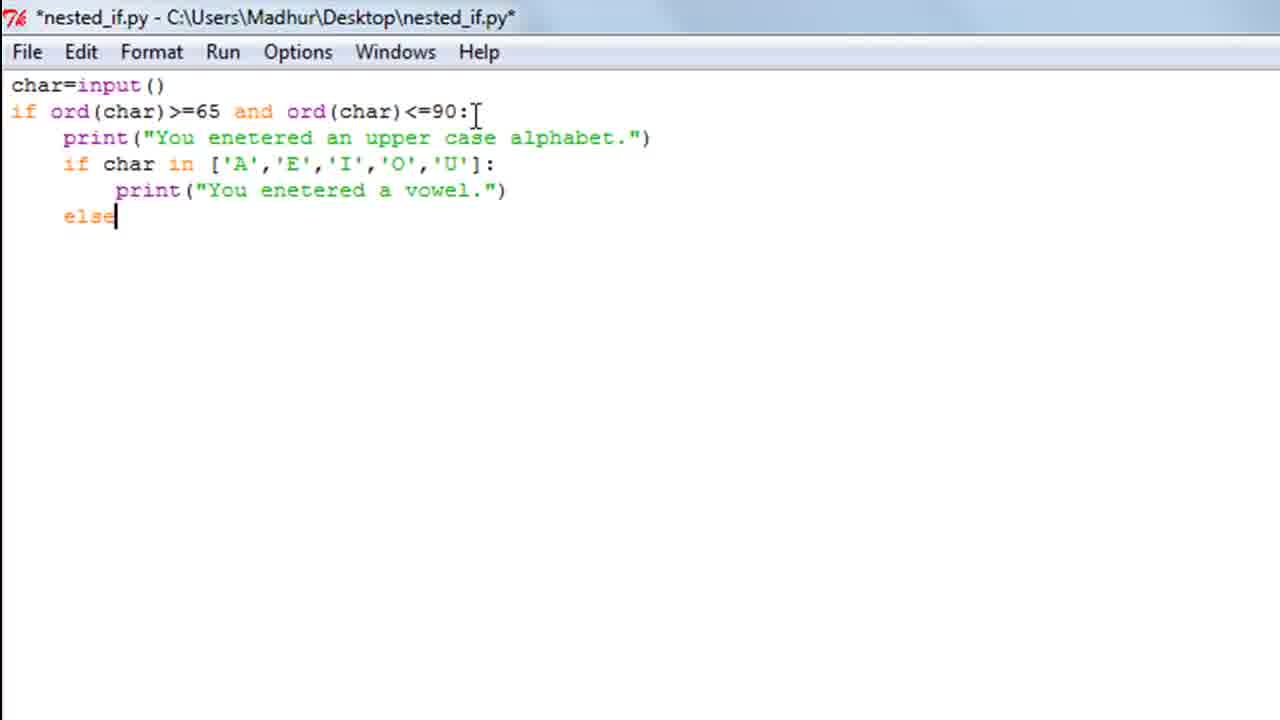 *nested_if.py - C:\Users\Madhur\Desktop\nested_if.py*
File Edit Format Run Options Windows Help
char=input()
if ord(char)>=65 and ord(char)<=90:
    print("You enetered an upper case alphabet.")
    if char in ['A','E','I','O','U']:
        print("You enetered a vowel.")
    else